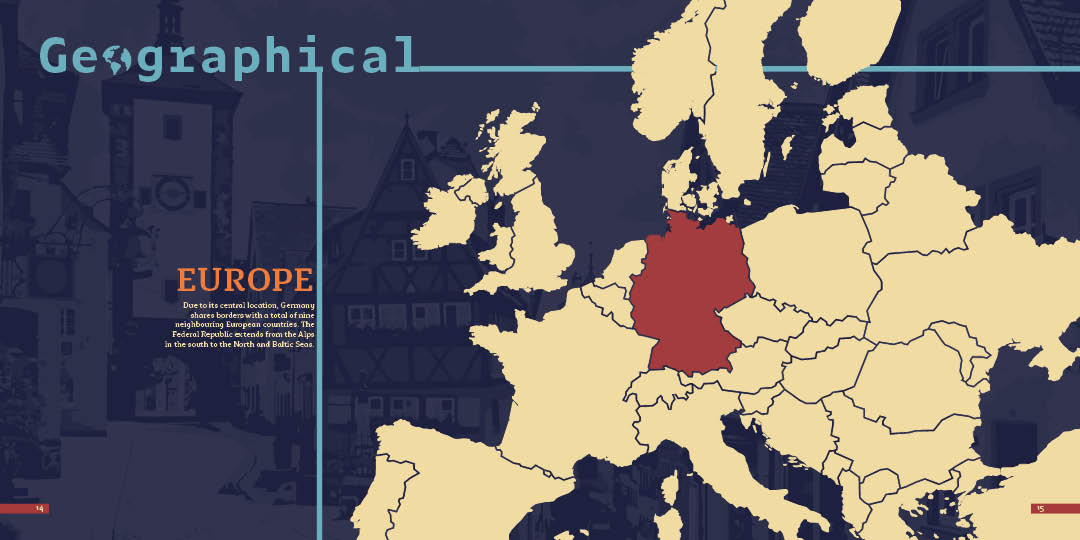 Geographical
EUROPE
Due to its central location, Germany
shares borders with a total of nine
neighbouring European countries. The
Federal Republic extends from the Alps
in the south to the North and Baltic Seas.
14
15